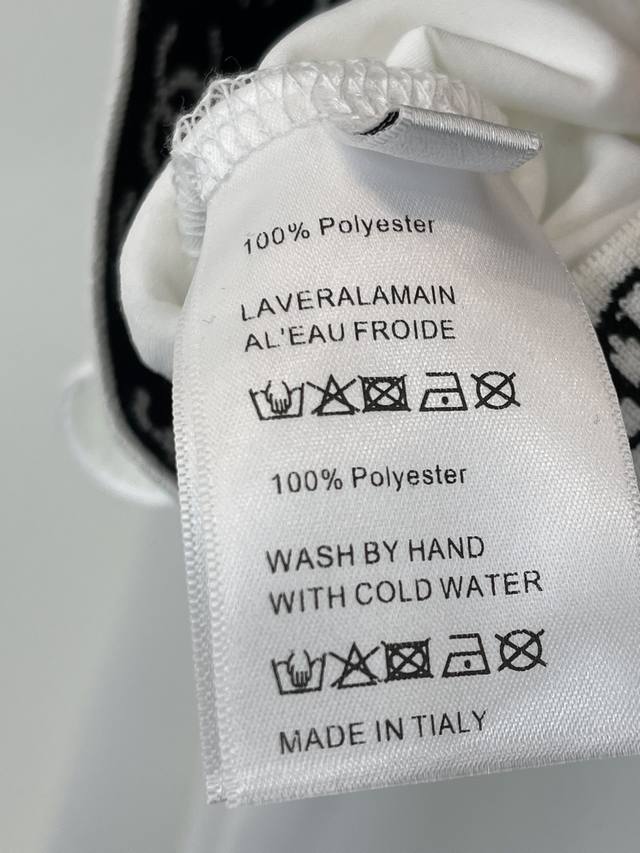 100% Polyester
LAVERALAMAIN
AL'EAU FROIDE
100% Polyester
WASH BY HAND
WITH COLD WATER
MADE IN TIALY